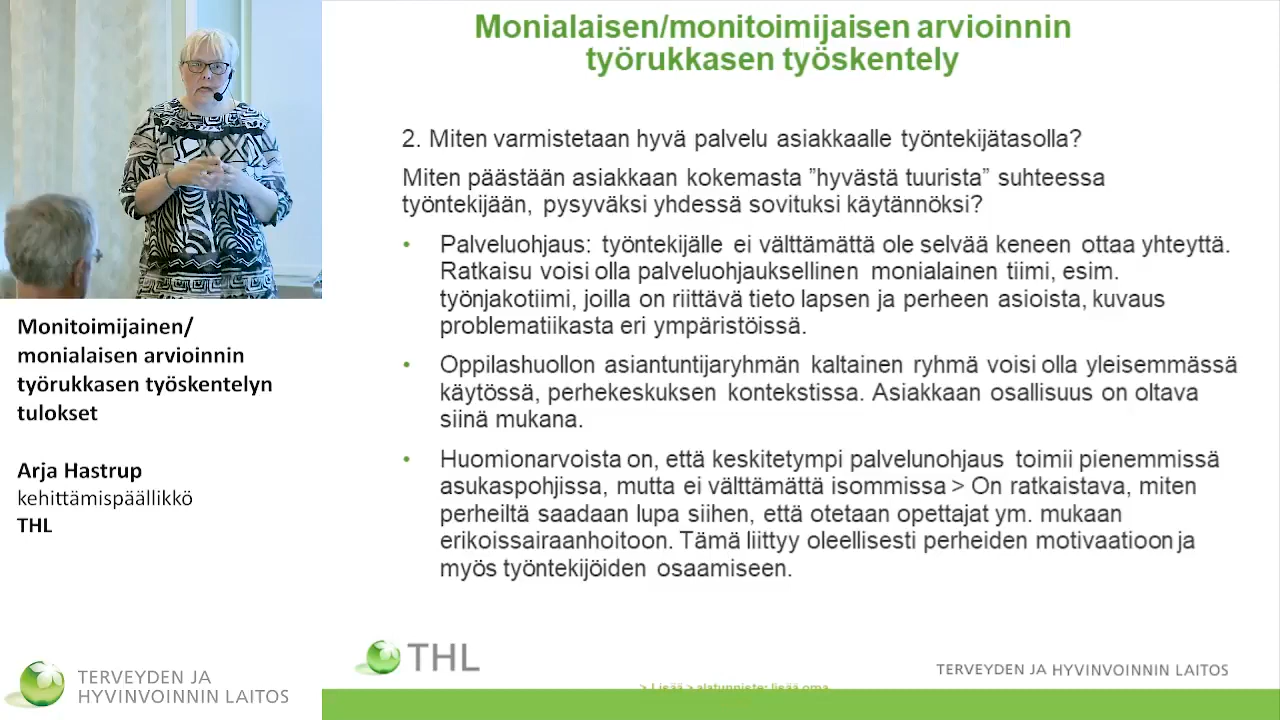 Monialaisen/monitoimijaisen arvioinnin
työrukkasen työskentely
2. Miten varmistetaan hyvä palvelu asiakkaalle työntekijätasolla?
Miten päästään asiakkaan kokemasta ”hyvästä tuurista” suhteessa
työntekijään, pysyväksi yhdessä sovituksi käytännöksi?
• Palveluohjaus: työntekijälle ei välttämättä ole selvää keneen ottaa yhteyttä.
Ratkaisu voisi olla palveluohjauksellinen monialainen tiimi, esim.
työnjakotiimi, joilla on riittävä tieto lapsen ja perheen asioista, kuvaus
problematiikasta eri ympäristöissä.
• Oppilashuollon asiantuntijaryhmän kaltainen ryhmä voisi olla yleisemmässä
käytössä, perhekeskuksen kontekstissa. Asiakkaan osallisuus on oltava
siinä mukana.
• Huomionarvoista on, että keskitetympi palvelunohjaus toimii pienemmissä
asukaspohjissa, mutta ei välttämättä isommissa > On ratkaistava, miten
perheiltä saadaan lupa siihen, että otetaan opettajat ym. mukaan
erikoissairaanhoitoon. Tämä liittyy oleellisesti perheiden motivaatioon ja
myös työntekijöiden osaamiseen.
THL
TERVEYDEN JA HYVINVOINNIN LAITOS
> Lisää > alatunniste: lisää oma
Monitoimijainen/
monialaisen arvioinnin
työrukkasen työskentelyn
tulokset
Arja Hastrup
kehittämispäällikkö
THL
TERVEYDEN JA
HYVINVOINNIN LAITOS